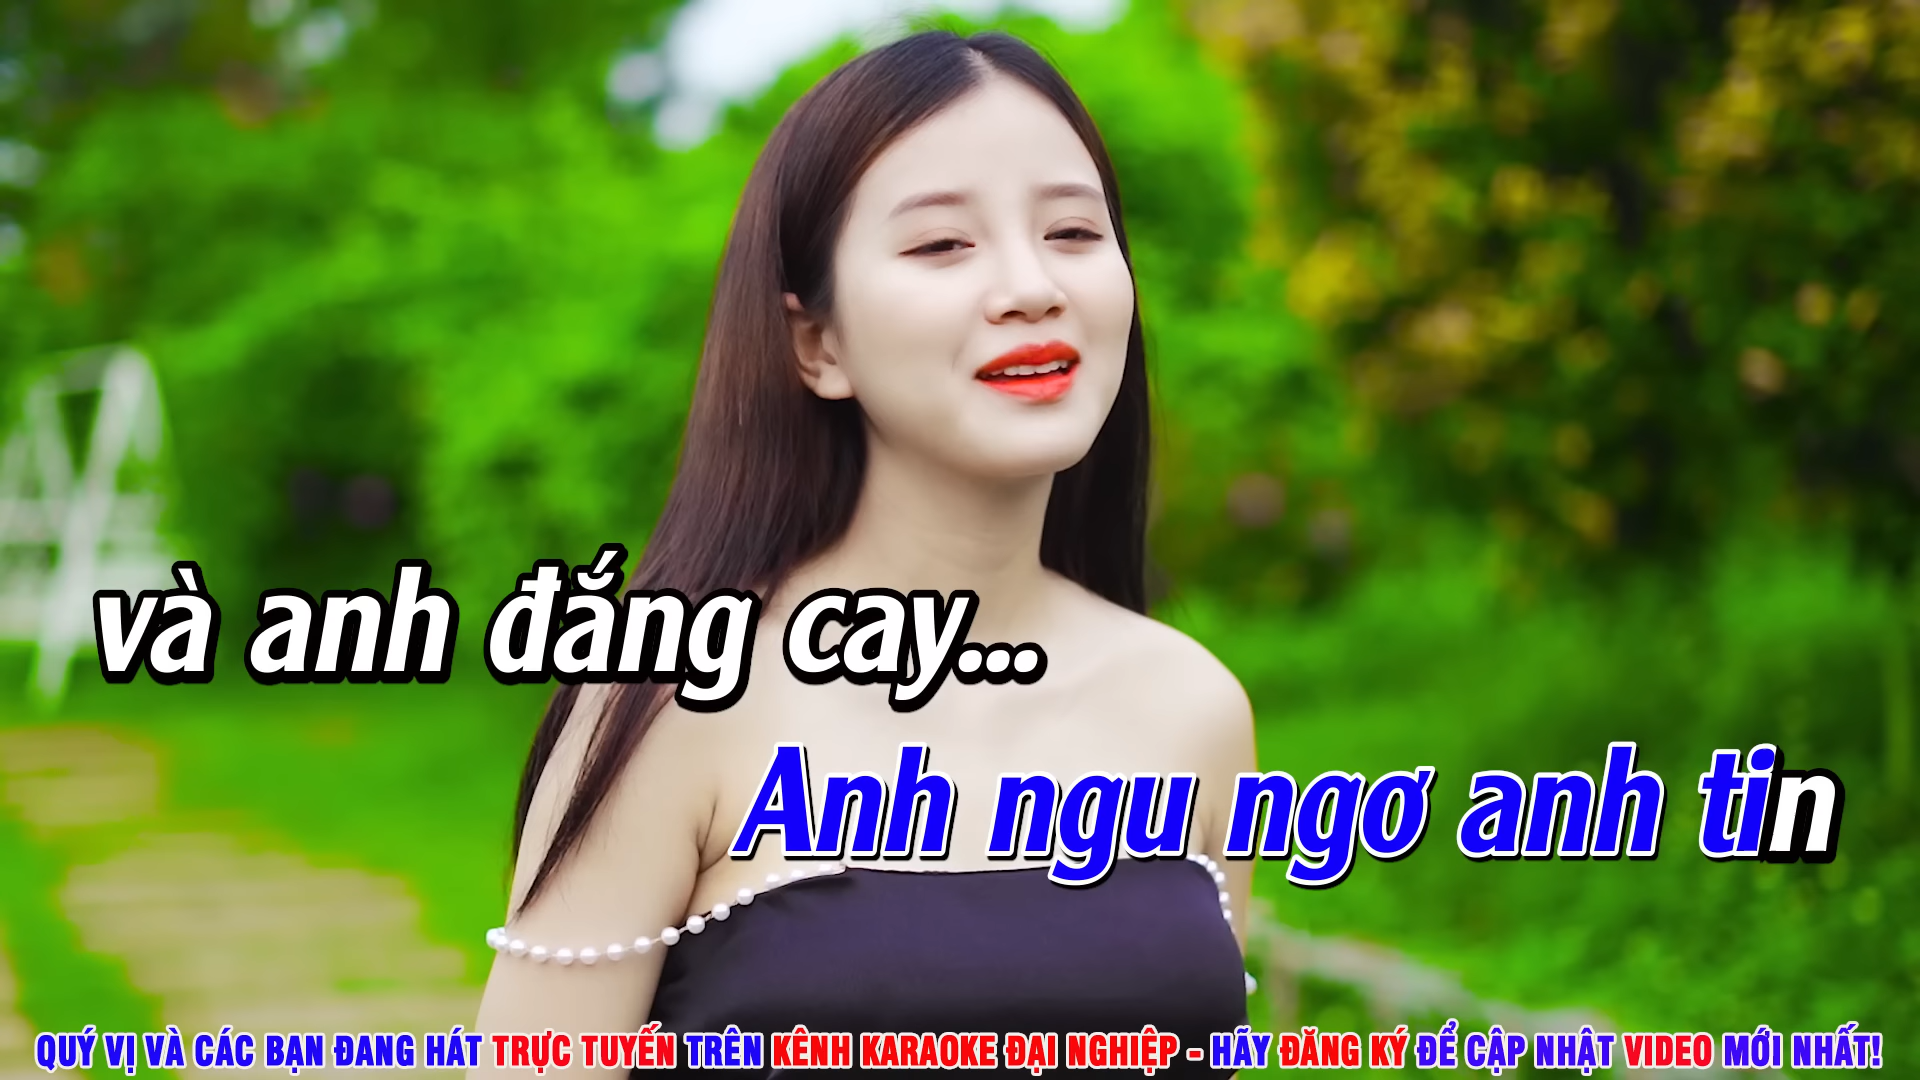 và anh đắng cay...
Anh ngu ngơ anh tin
QUÝ VỊ VÀ CÁC BẠN ĐANG HÁT TRỰC TUYẾN TRÊN KÊNH KARAOKE ĐẠI NGHIỆP - HÃY ĐĂNG KÝ ĐỂ CẬP NHẬT VIDEO MỚI NHẤT!